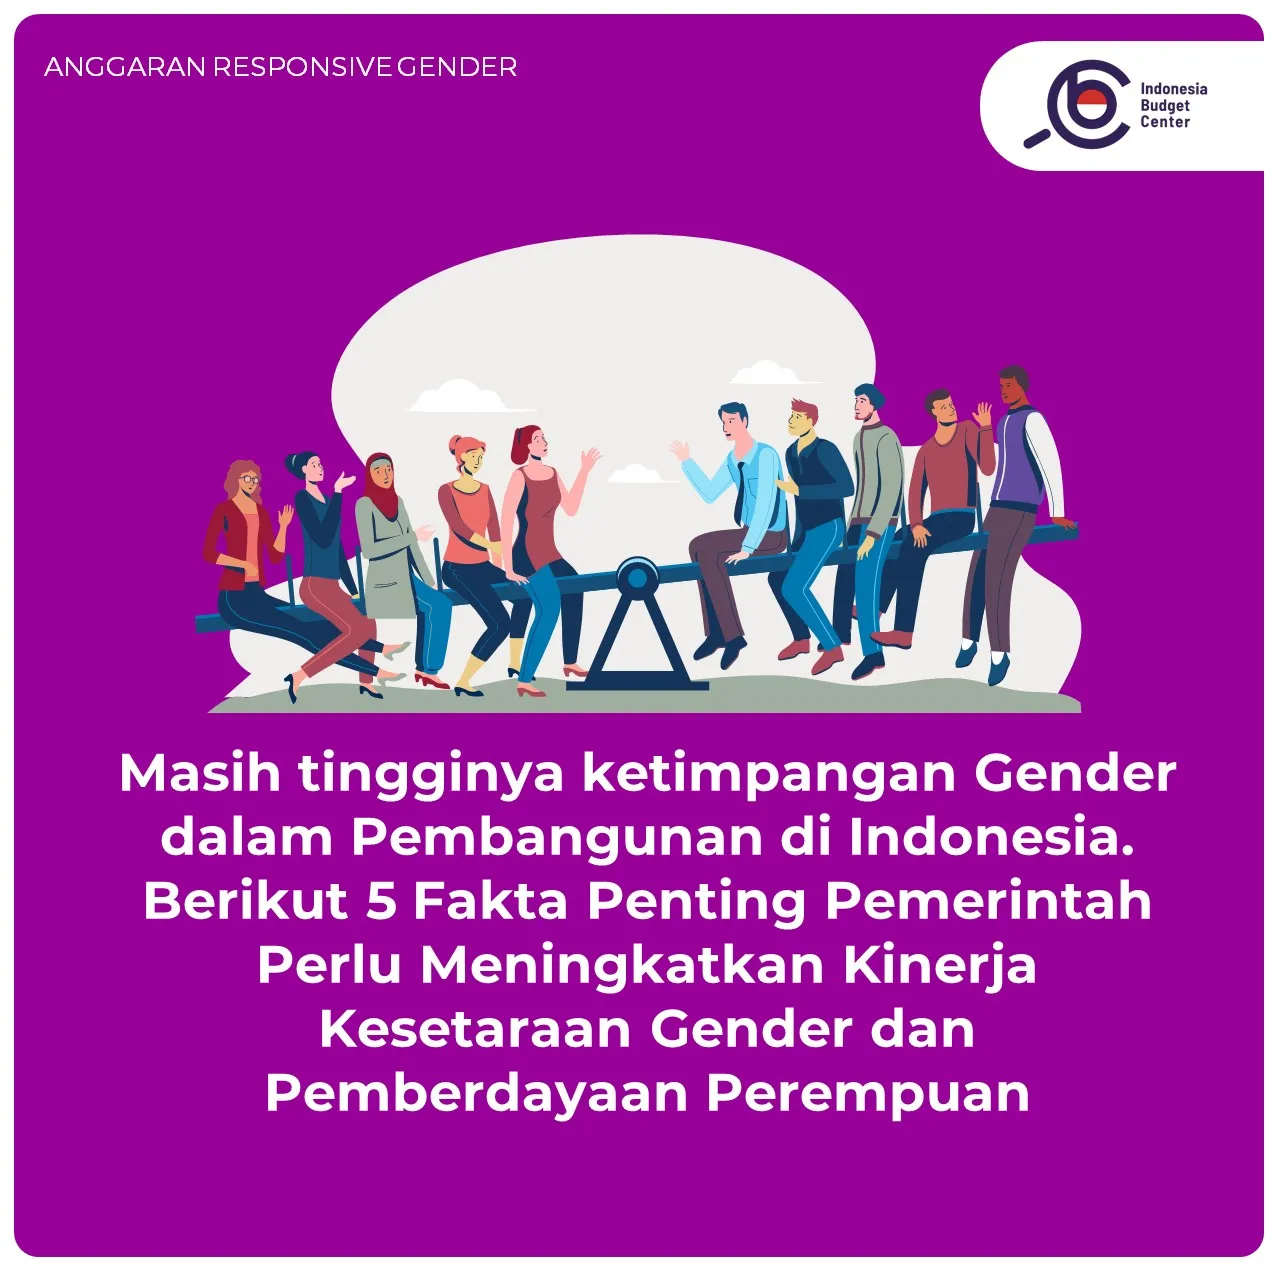 ANGGARAN RESPONSIVE GENDER
Indonesia
Budget
Center
Masih tingginya ketimpangan Gender
dalam Pembangunan di Indonesia.
Berikut 5 Fakta Penting Pemerintah
Perlu Meningkatkan Kinerja
Kesetaraan Gender dan
Pemberdayaan Perempuan